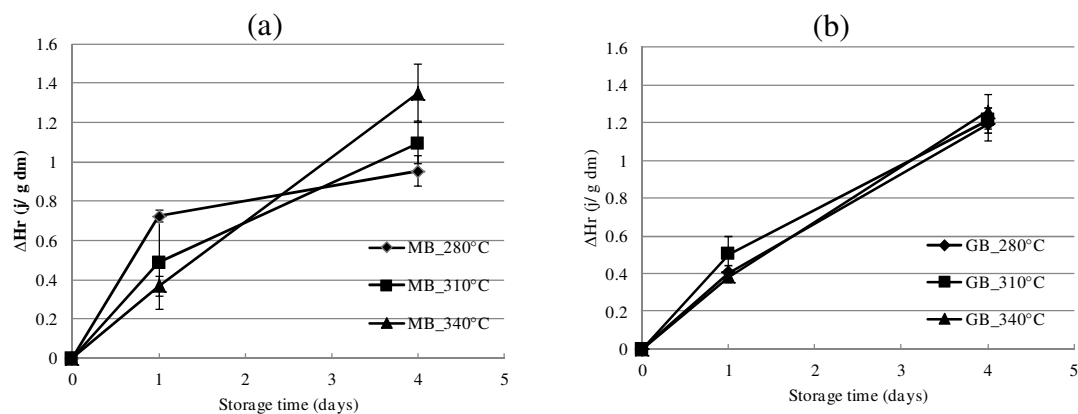 (a)
1.6
1.4
1.2
1
0.8
0.6
0.4
0.2
0
0 1 2 3 4 5
ΔHr (j/ g dm)
Storage time (days)
MB_280°C
MB_310°C
MB_340°C
(b)
1.6
1.4
1.2
1
0.8
0.6
0.4
0.2
0
0 1 2 3 4 5
ΔHr (j/ g dm)
Storage time (days)
GB_280°C
GB_310°C
GB_340°C